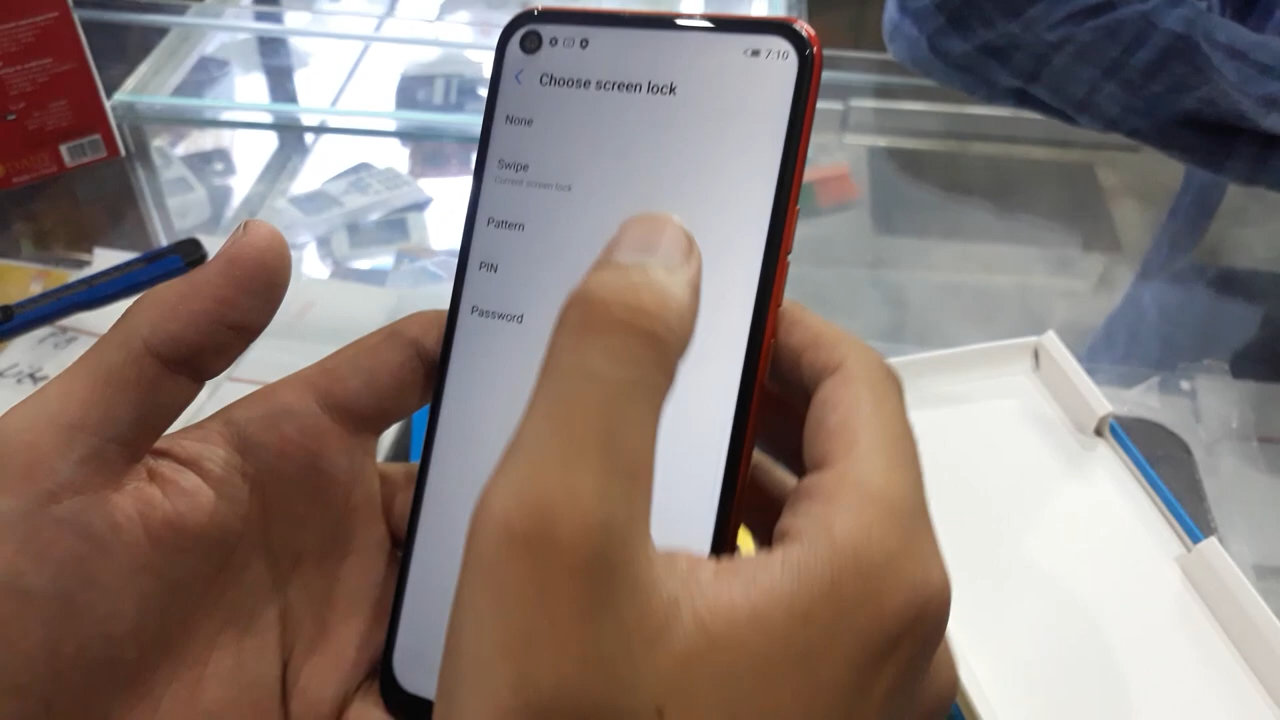 7:10
Choose screen lock
None
Swipe
Current screen lock
Pattern
PIN
Password